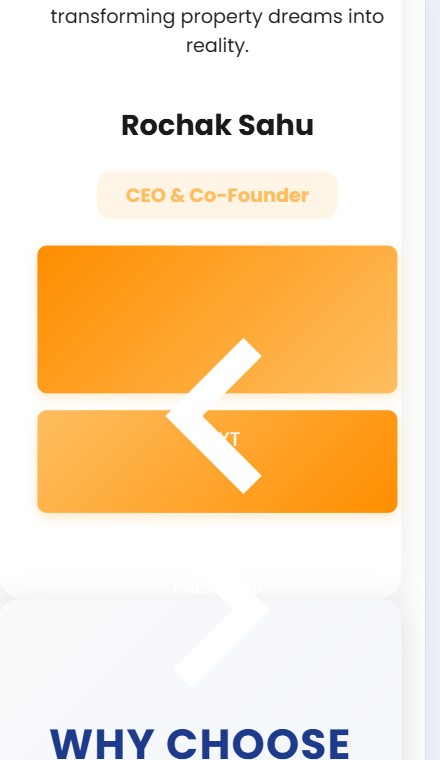 transforming property dreams into
reality.
Rochak Sahu
CEO & Co-Founder
WHY CHOOSE